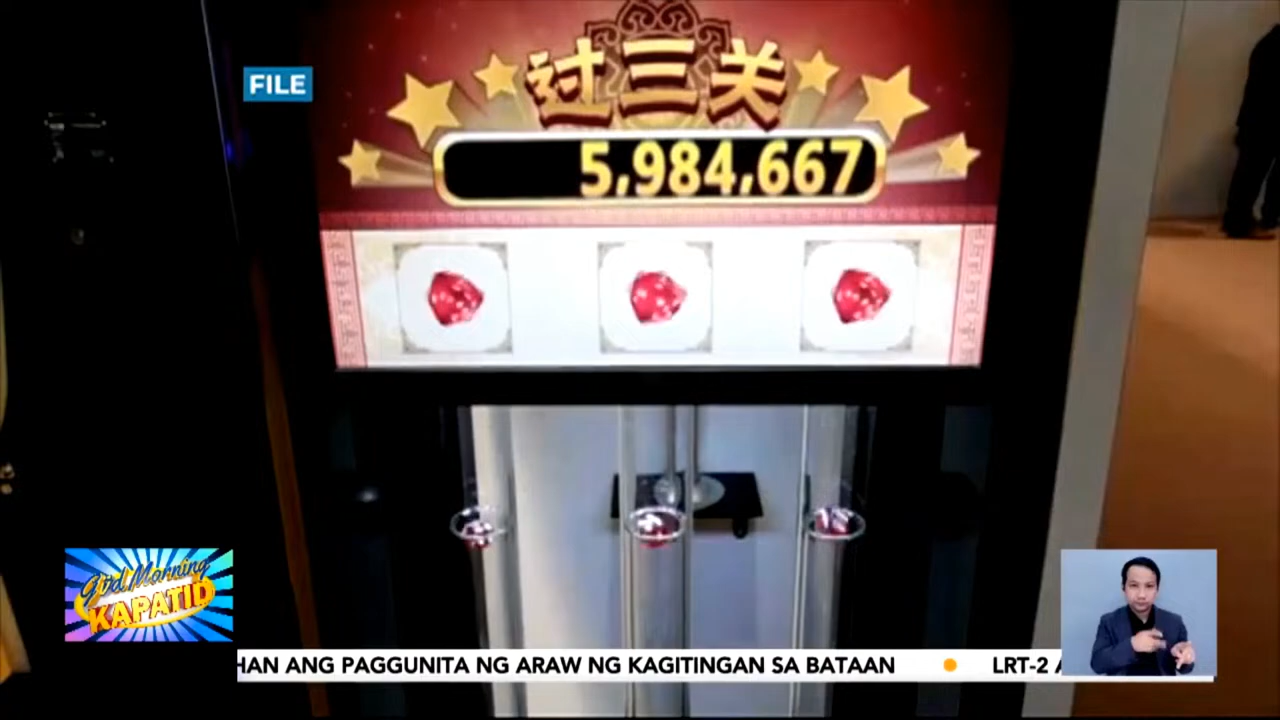 过三关
FILE
5,984,667
Gud Morning
KAPATID
HAN ANG PAGGUNITA NG ARAW NG KAGITINGAN SA BATAAN
LRT-2